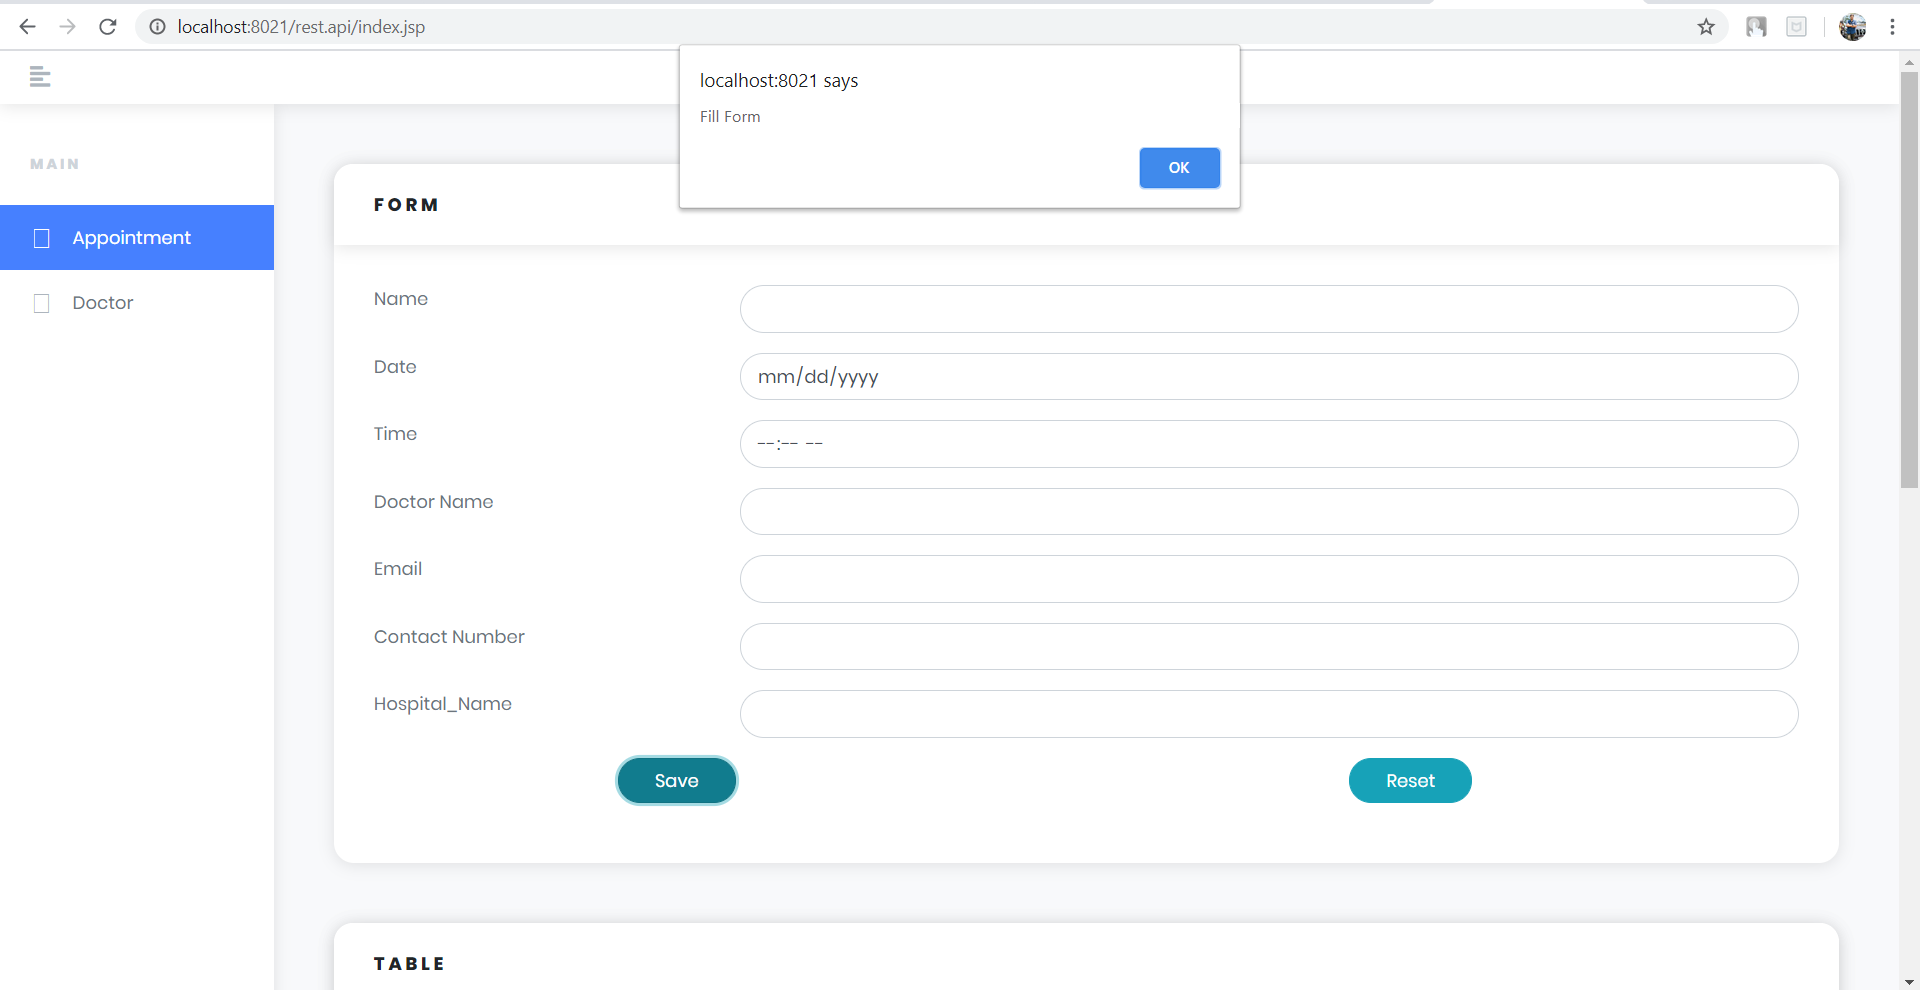 localhost:8021/rest.api/index.jsp
localhost:8021 says
Fill Form
OK
MAIN
Appointment
Doctor
FORM
Name
Date
mm/dd/yyyy
Time
--:-- --
Doctor Name
Email
Contact Number
Hospital_Name
Save
Reset
TABLE